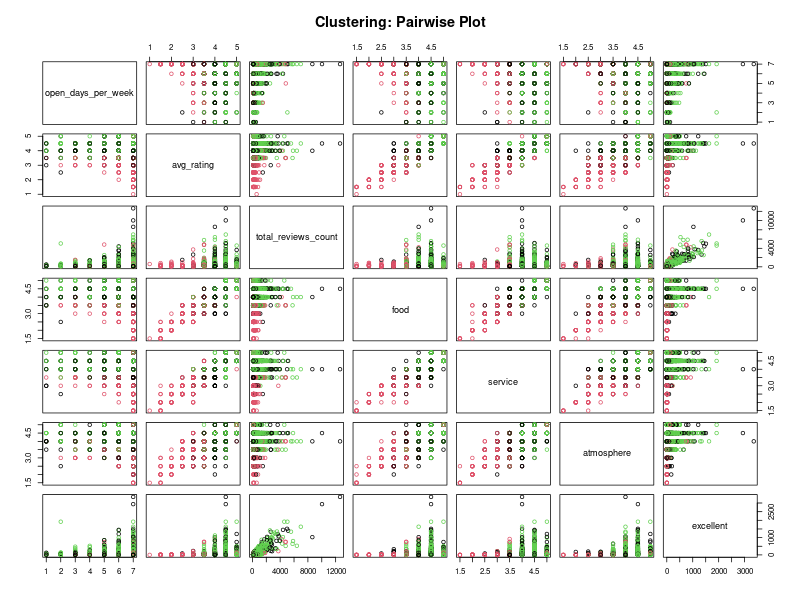 Clustering: Pairwise Plot
1 2 3 4 5 1.5 2.5 3.5 4.5 1.5 2.5 3.5 4.5
open_days_per_week
1 3 5 7
1 2 3 4 5
avg_rating
total_reviews_count
0 4000 10000
1.5 3.0 4.5
food
service
1.5 3.0 4.5
1.5 3.0 4.5
atmosphere
excellent
0 1000 2500
1 2 3 4 5 6 7 0 4000 8000 12000 1.5 2.5 3.5 4.5 0 1000 3000